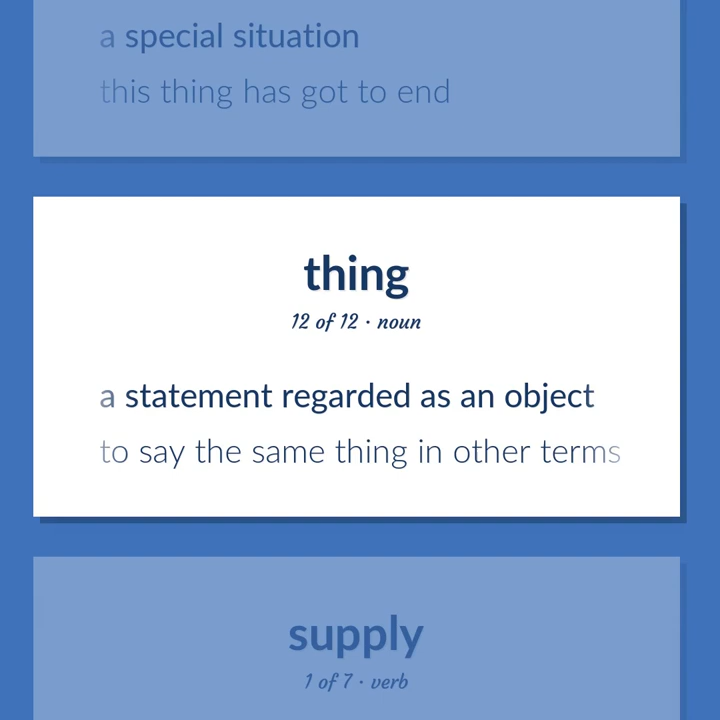 a special situation
this thing has got to end
thing
12 of 12 · noun
a statement regarded as an object
to say the same thing in other terms
supply
1 of 7 · verb